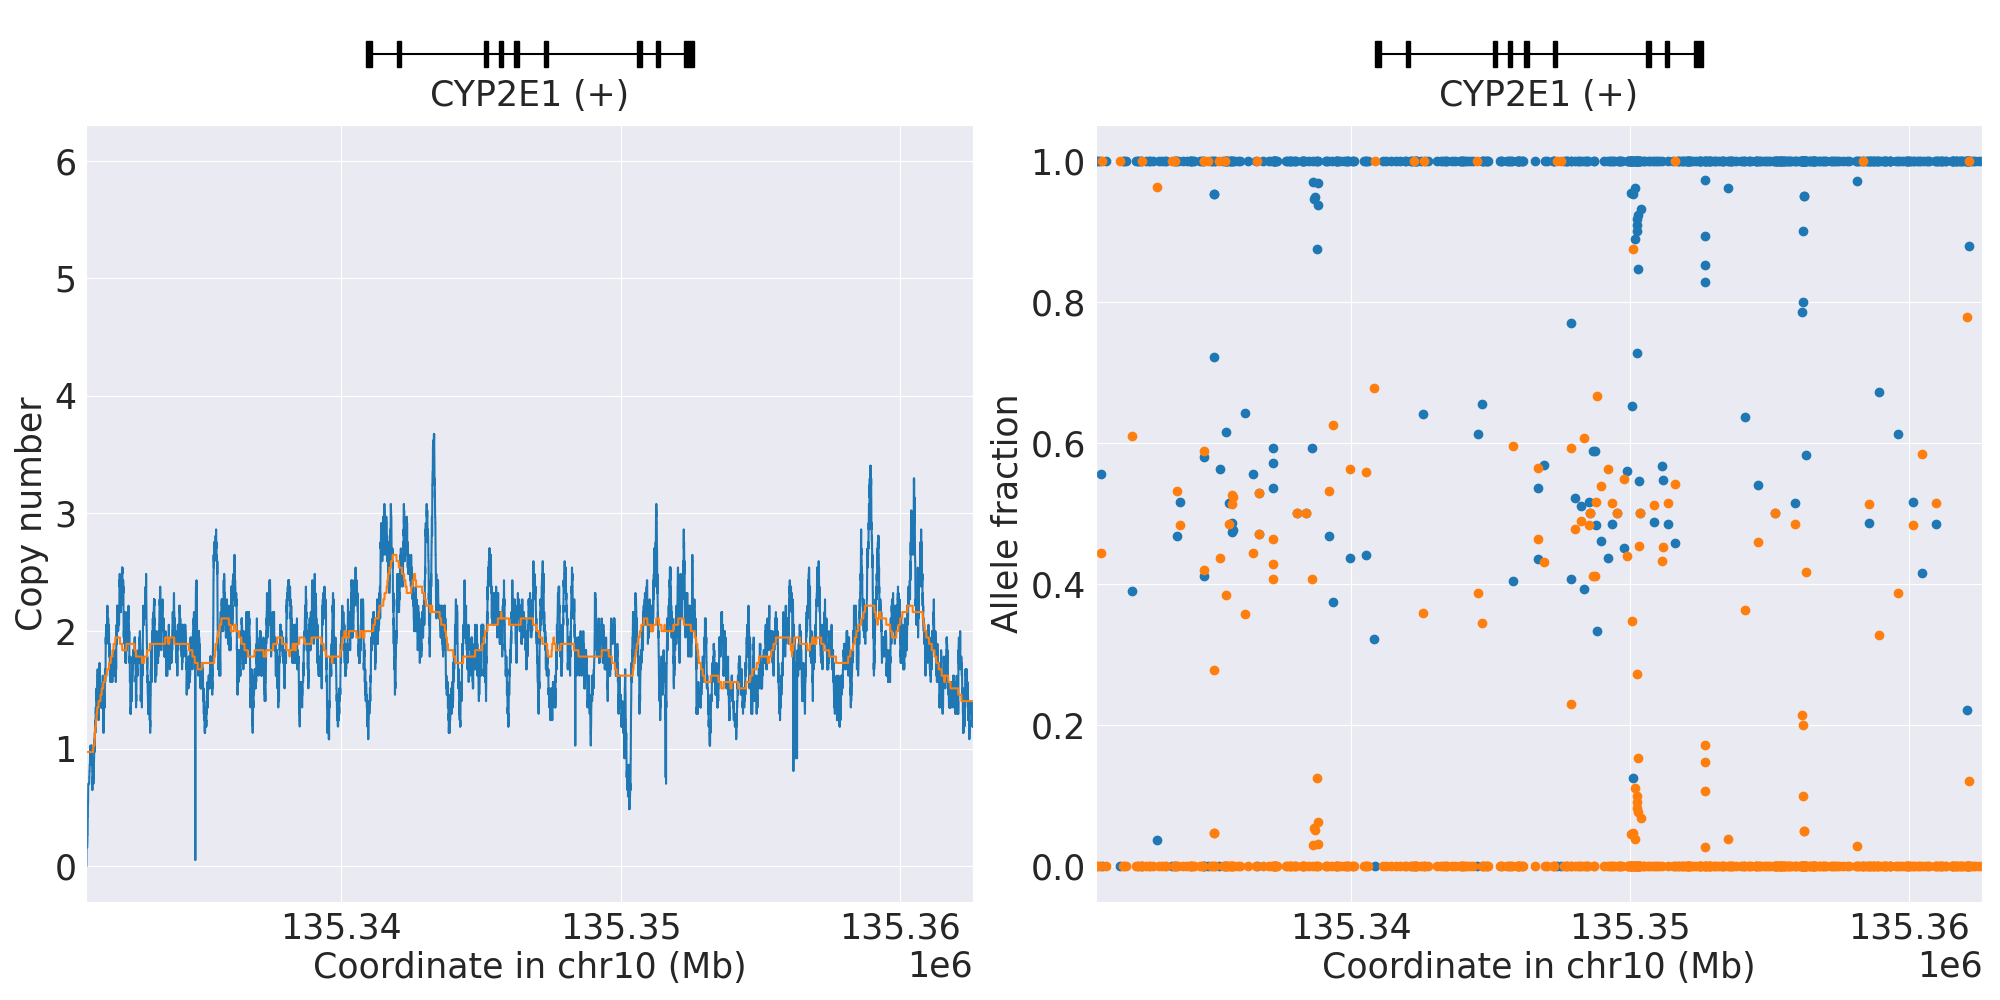 CYP2E1 (+)
CYP2E1 (+)
6
5
4
3
2
1
0
Copy number
135.34
135.35
135.36
Coordinate in chr10 (Mb)
1e6
1.0
0.8
0.6
0.4
0.2
0.0
Allele fraction
135.34
135.35
135.36
Coordinate in chr10 (Mb)
1e6